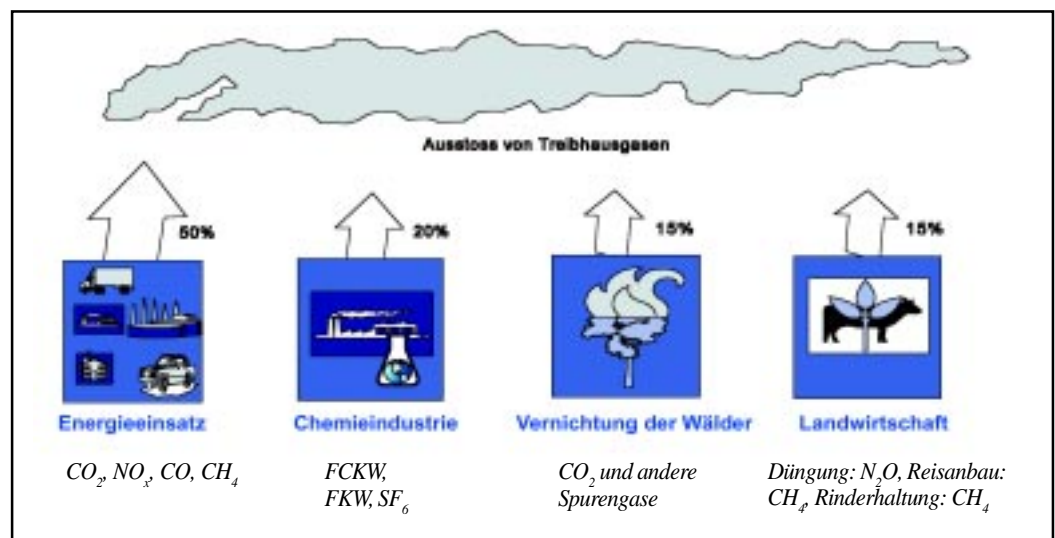 Ausstoss von Treibhausgasen
50%
20%
15%
15%
Energieeinsatz
Chemieindustrie
Vernichtung der Wälder
Landwirtschaft
CO₂, NOₓ, CO, CH₄
FCKW,
FKW, SF₆
CO₂ und andere
Spurengase
Düngung: N₂O, Reisanbau:
CH₄, Rinderhaltung: CH₄